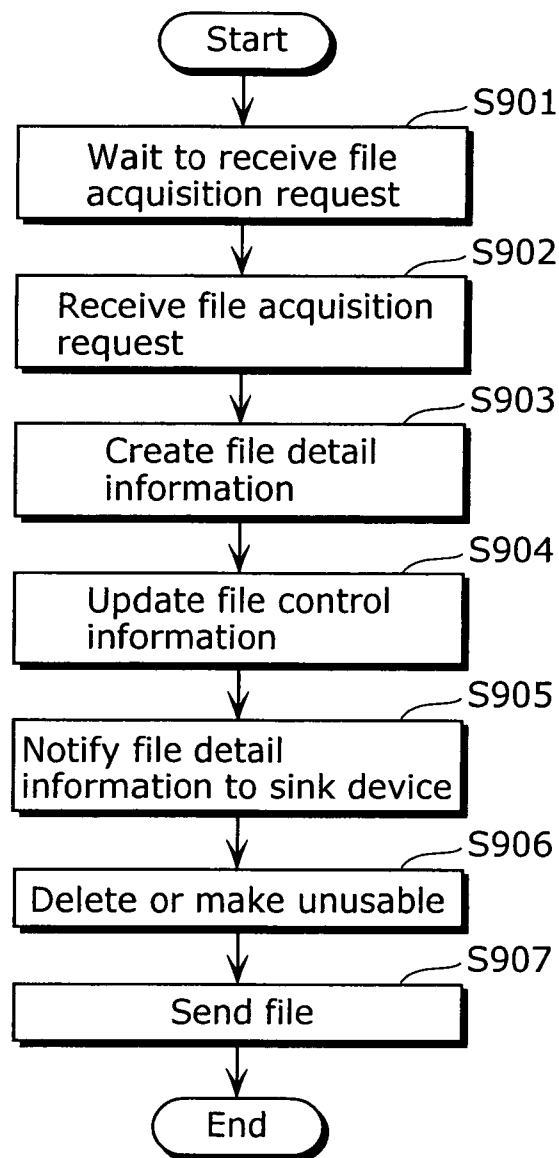 Start
S901
Wait to receive file
acquisition request
S902
Receive file acquisition
request
S903
Create file detail
information
S904
Update file control
information
S905
Notify file detail
information to sink device
S906
Delete or make unusable
S907
Send file
End